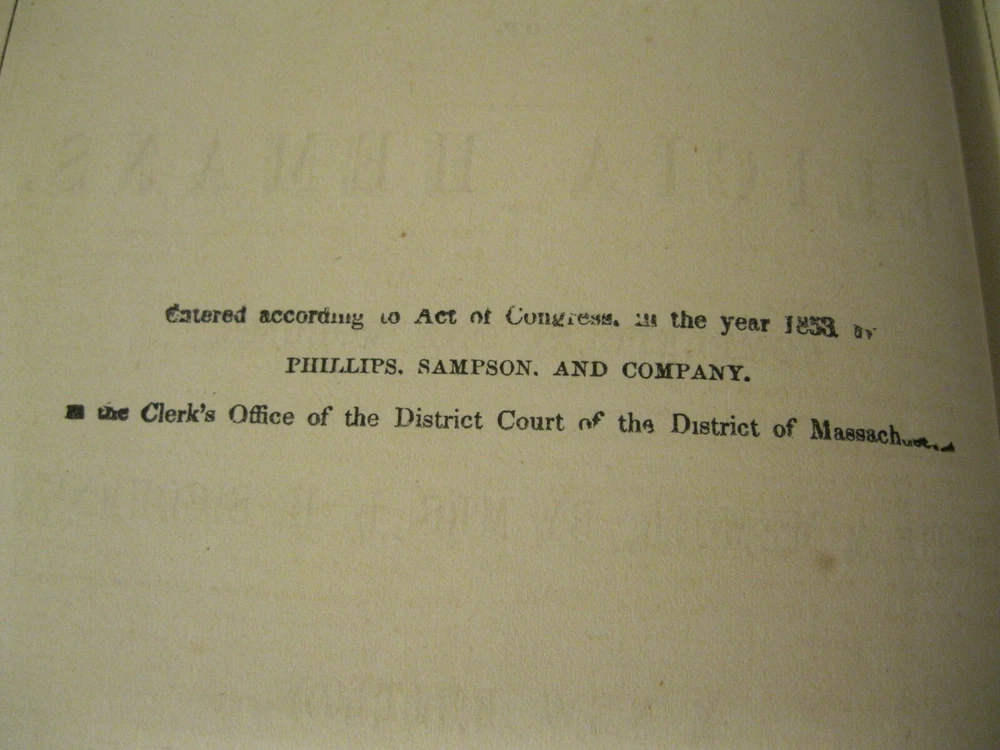 Entered according to Act of Congress, in the year 1853 by
PHILLIPS, SAMPSON, AND COMPANY.
the Clerk's Office of the District Court of the District of